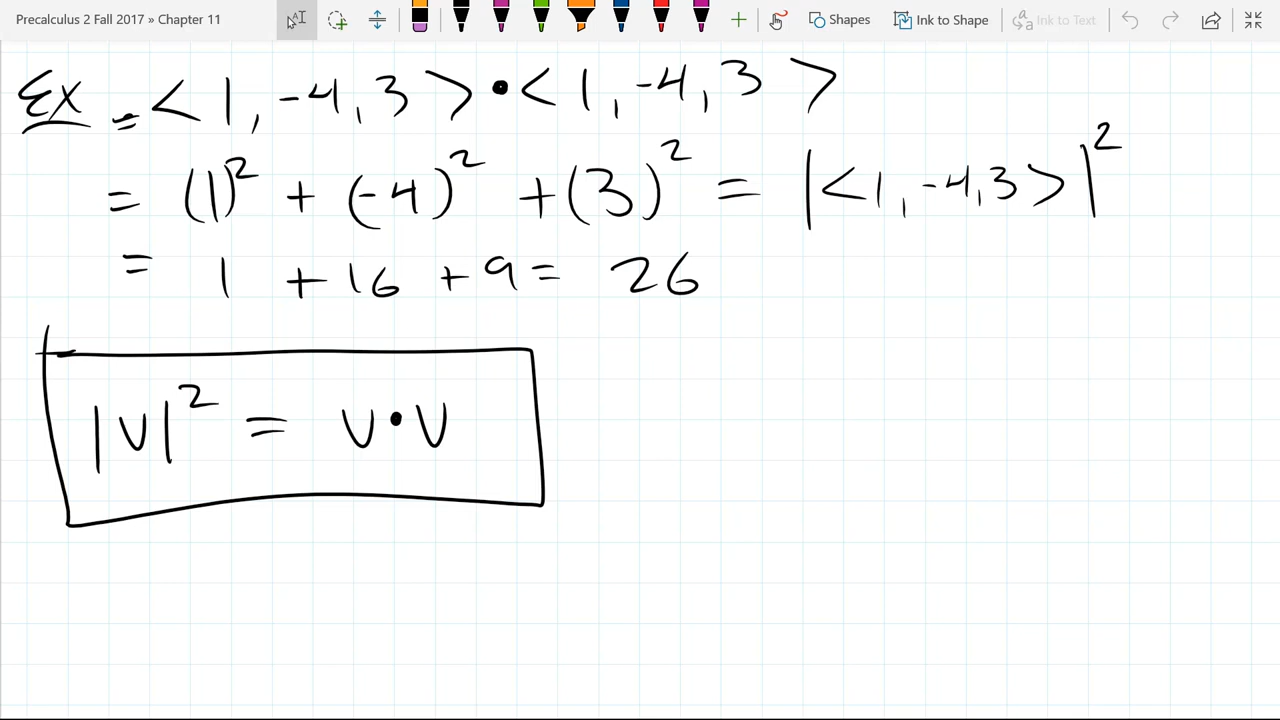 Precalculus 2 Fall 2017 » Chapter 11
Shapes
Ink to Shape
Ink to Text
Ex = < 1, -4, 3 > • < 1, -4, 3 >
= (1)² + (-4)² + (3)² = |< 1, -4, 3 >|²
= 1 + 16 + 9 = 26
|v|² = v • v